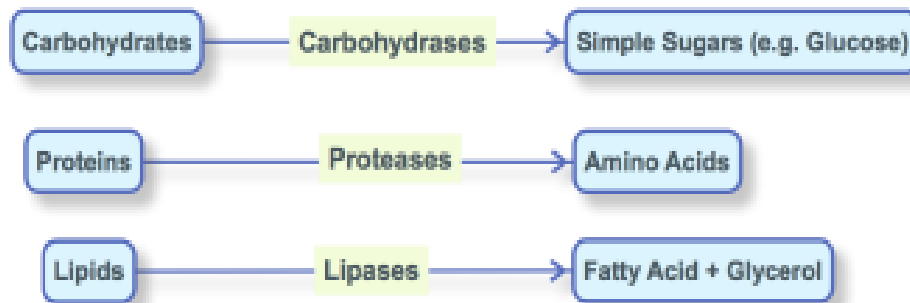 Carbohydrates Carbohydrases Simple Sugars (e.g. Glucose)
Proteins Proteases Amino Acids
Lipids Lipases Fatty Acid + Glycerol